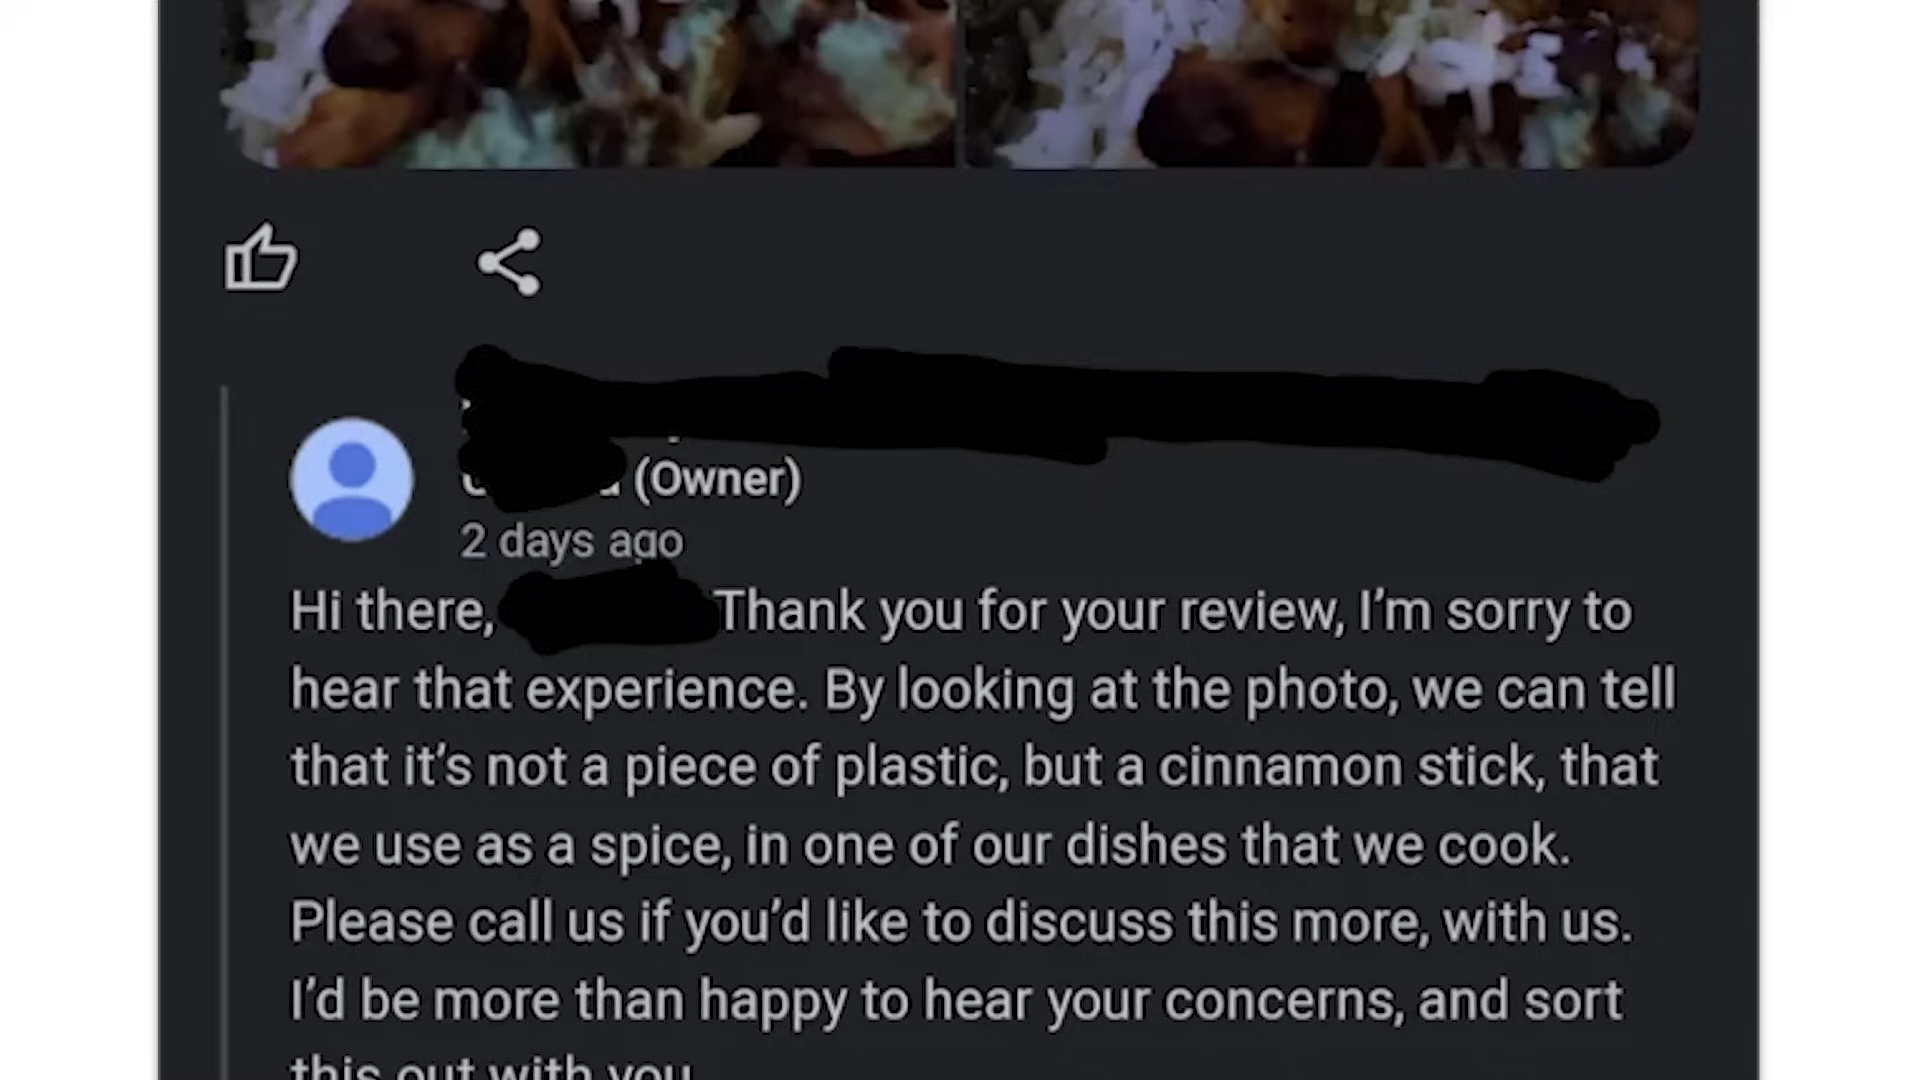 (Owner)
2 days ago
Hi there, Thank you for your review, I'm sorry to
hear that experience. By looking at the photo, we can tell
that it's not a piece of plastic, but a cinnamon stick, that
we use as a spice, in one of our dishes that we cook.
Please call us if you'd like to discuss this more, with us.
I'd be more than happy to hear your concerns, and sort
this out with you